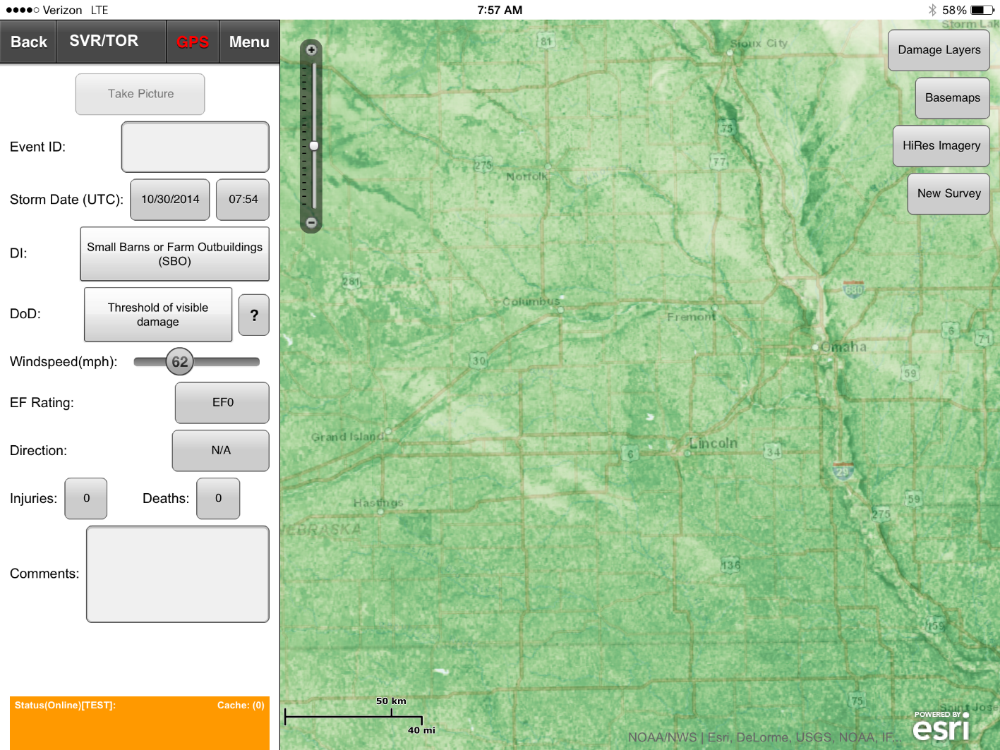 Verizon LTE 7:57 AM 58%
Back SVR/TOR GPS Menu
Take Picture
Event ID:
Storm Date (UTC): 10/30/2014 07:54
DI: Small Barns or Farm Outbuildings
(SBO)
DoD: Threshold of visible
damage
?
Windspeed(mph): 62
EF Rating: EF0
Direction: N/A
Injuries: 0 Deaths: 0
Comments:
Status(Online)[TEST]: Cache: (0)
Storm Lak
Damage Layers
Basemaps
HiRes Imagery
New Survey
81
Sioux City
75
77
275
Norfolk
281
680
Columbus
Fremont
6
71
Omaha
30
59
Grand Island
Lincoln
6
34
29
Hastings
59
275
NEBRASKA
136
159
75
Saint Jose
50 km
40 mi
NOAA/NWS | Esri, DeLorme, USGS, NOAA, IF...
POWERED BY
esri